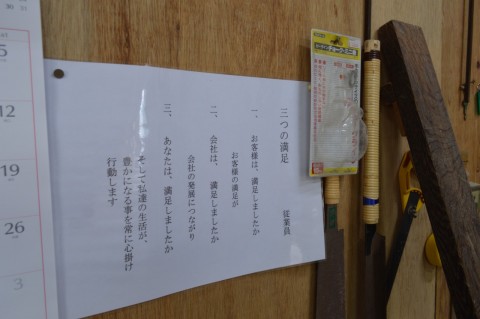 三つの満足
従業員
一、お客様は、満足しましたか
お客様の満足が
二、会社は、満足しましたか
会社の発展につながり
三、あなたは、満足しましたか
そして弘達の生活が、
豊かになる事を常に心掛け
行動します
5
12
19
26
3